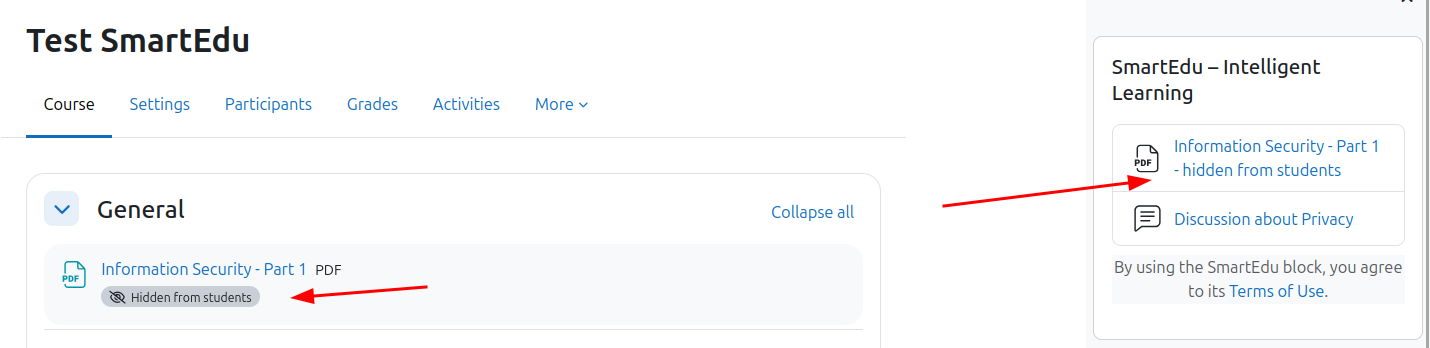 Test SmartEdu
Course Settings Participants Grades Activities More
General
Collapse all
PDF
Information Security - Part 1 PDF
Hidden from students
SmartEdu – Intelligent
Learning
PDF
Information Security - Part 1
- hidden from students
Discussion about Privacy
By using the SmartEdu block, you agree
to its Terms of Use.